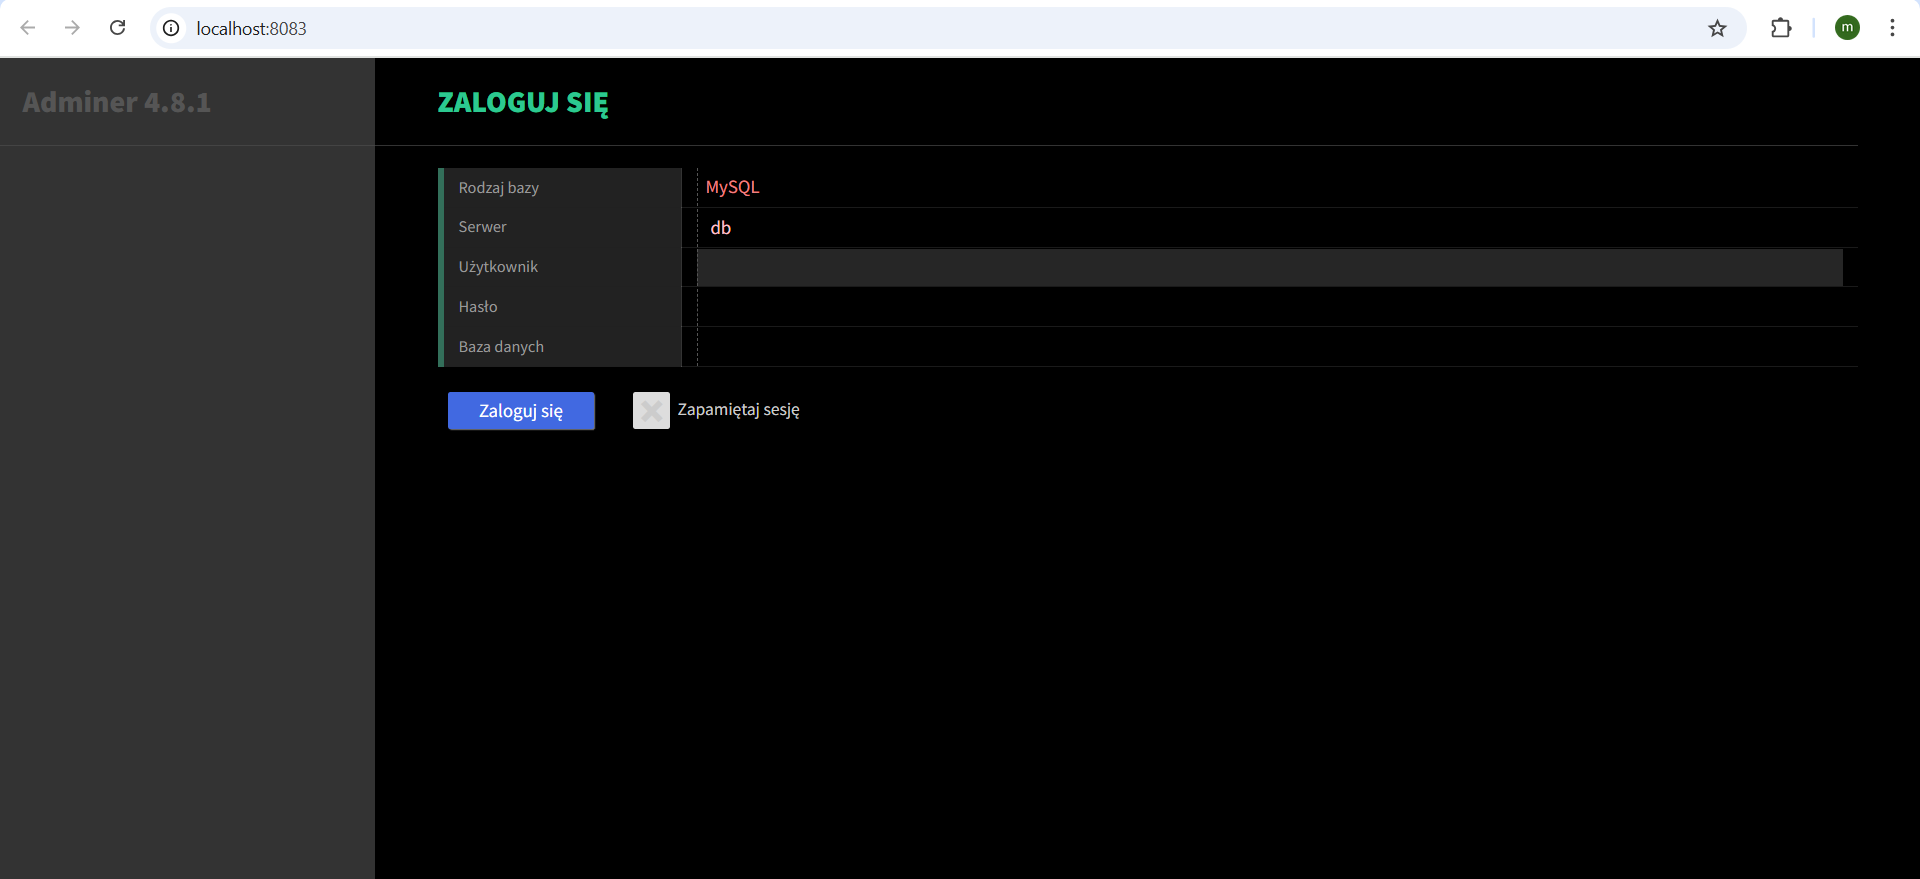 localhost:8083
m
Adminer 4.8.1
ZALOGUJ SIĘ
Rodzaj bazy MySQL
Serwer db
Użytkownik
Hasło
Baza danych
Zaloguj się Zapamiętaj sesję